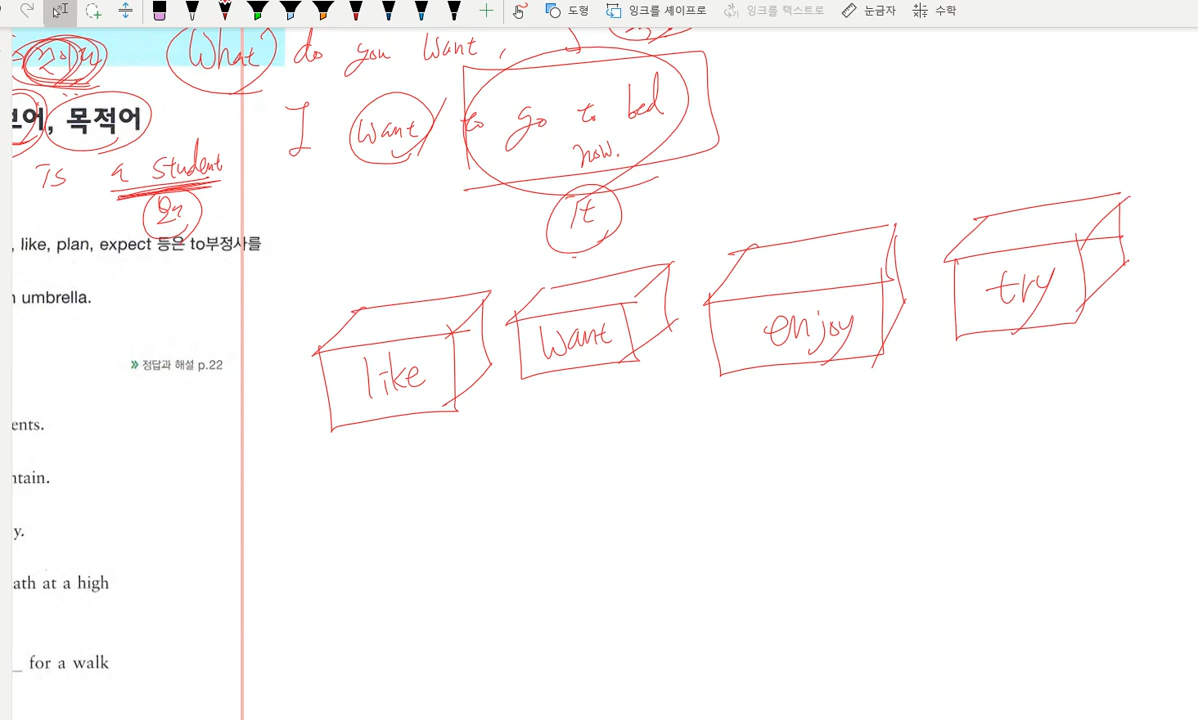 도형 잉크를 셰이프로 잉크를 텍스트로 눈금자 수학
What do you want,
어, 목적어
I want / to go to bed
now.
is a student
It
, like, plan, expect 등은 to부정사를
umbrella.
» 정답과 해설 p.22
like want enjoy try
ents.
ntain.
y.
ath at a high
_ for a walk